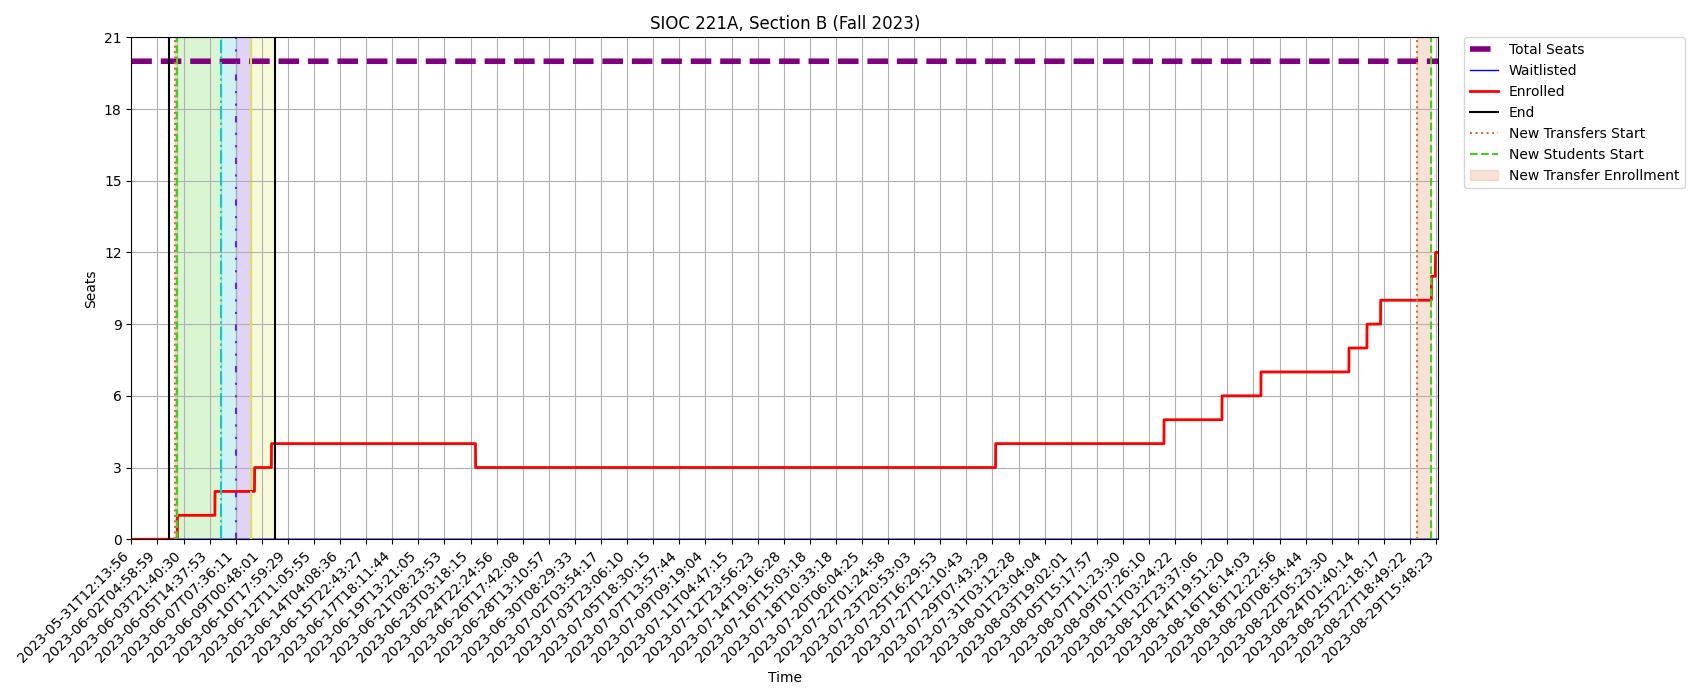 SIOC 221A, Section B (Fall 2023)
21
18
15
12
9
6
3
0
Seats
2023-05-31T12:13:56
2023-06-02T04:58:59
2023-06-03T21:40:30
2023-06-05T14:37:53
2023-06-07T07:36:11
2023-06-09T00:48:01
2023-06-10T17:59:29
2023-06-12T11:05:55
2023-06-14T04:08:36
2023-06-15T22:43:27
2023-06-17T18:11:44
2023-06-19T13:21:05
2023-06-21T08:23:53
2023-06-23T03:18:15
2023-06-24T22:24:56
2023-06-26T17:42:08
2023-06-28T13:10:57
2023-06-30T08:29:33
2023-07-02T03:54:17
2023-07-03T23:06:10
2023-07-05T18:30:15
2023-07-07T13:57:44
2023-07-09T09:19:04
2023-07-11T04:47:15
2023-07-12T23:56:23
2023-07-14T19:16:28
2023-07-16T15:03:18
2023-07-18T10:33:18
2023-07-20T06:04:25
2023-07-22T01:24:58
2023-07-23T20:53:03
2023-07-25T16:29:53
2023-07-27T12:10:43
2023-07-29T07:43:29
2023-07-31T03:12:28
2023-08-01T23:04:04
2023-08-03T19:02:01
2023-08-05T15:17:57
2023-08-07T11:23:30
2023-08-09T07:26:10
2023-08-11T03:24:22
2023-08-12T23:37:06
2023-08-14T19:51:20
2023-08-16T16:14:03
2023-08-18T12:22:56
2023-08-20T08:54:44
2023-08-22T05:23:30
2023-08-24T01:40:14
2023-08-25T22:18:17
2023-08-27T18:49:22
2023-08-29T15:48:23
Time
Total Seats
Waitlisted
Enrolled
End
New Transfers Start
New Students Start
New Transfer Enrollment